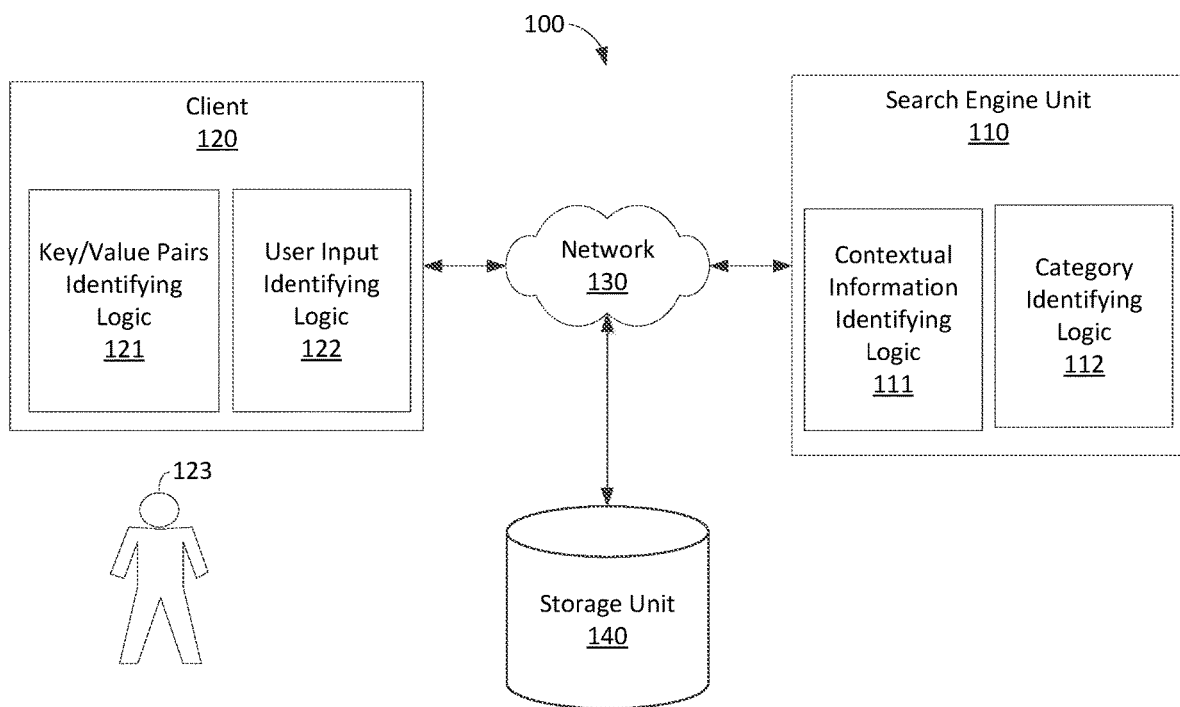 100
Client
120
Key/Value Pairs
Identifying
Logic
121
User Input
Identifying
Logic
122
Network
130
Search Engine Unit
110
Contextual
Information
Identifying
Logic
111
Category
Identifying
Logic
112
123
Storage Unit
140